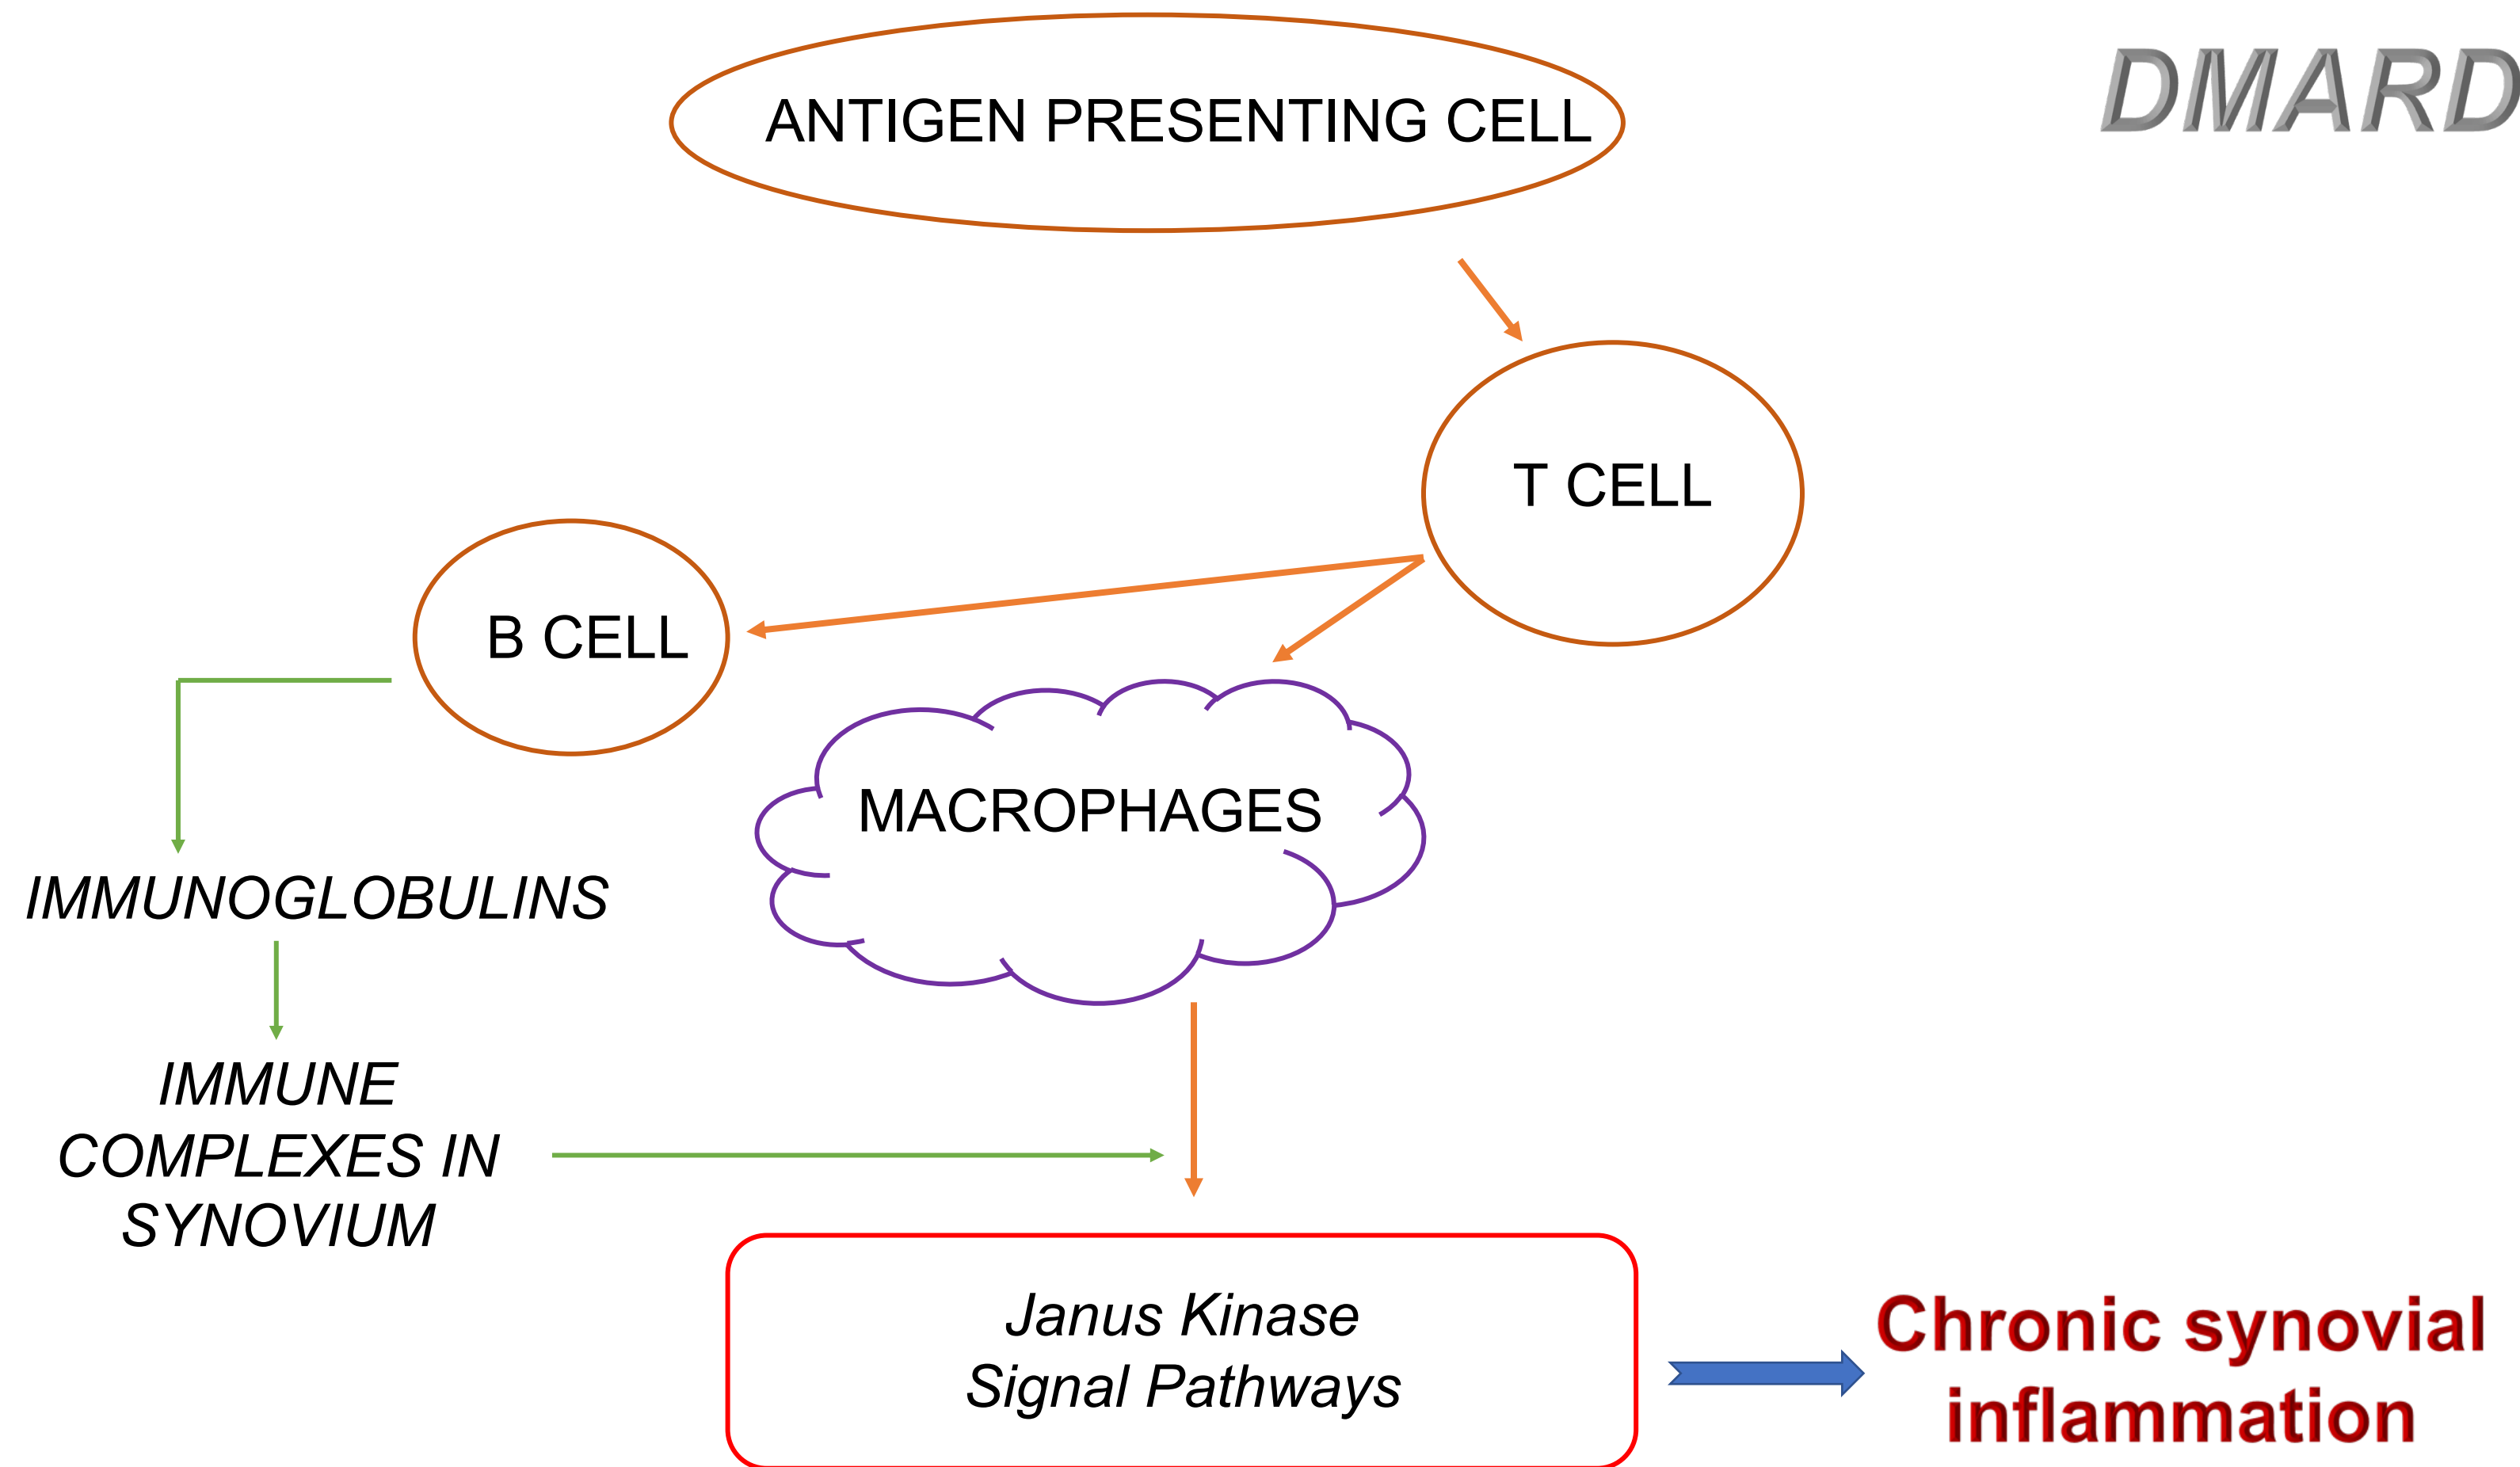 ANTIGEN PRESENTING CELL
DMARD
T CELL
B CELL
MACROPHAGES
IMMUNOGLOBULINS
IMMUNE
COMPLEXES IN
SYNOVIUM
Janus Kinase
Signal Pathways
Chronic synovial
inflammation